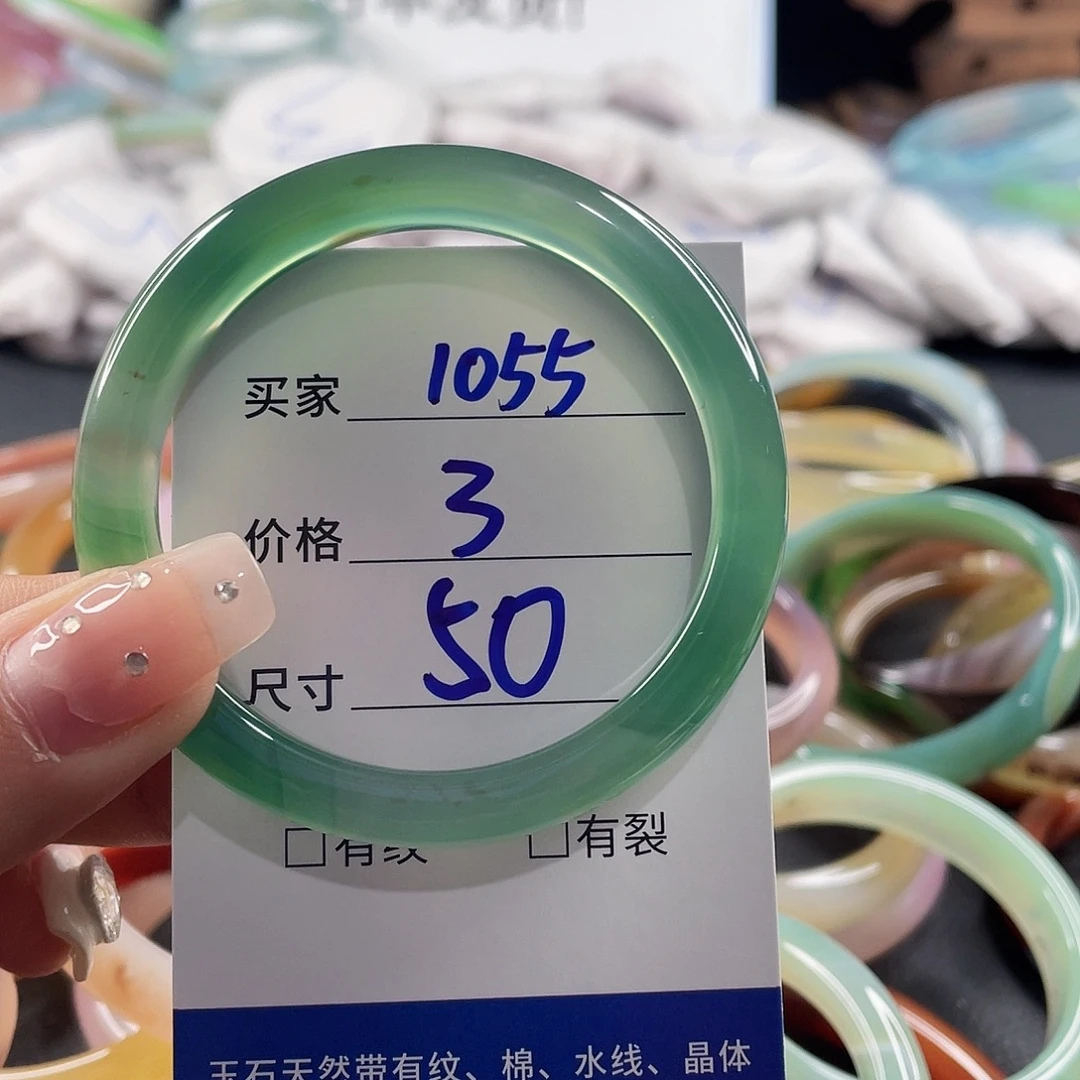 买家 1055
价格 3
尺寸 50
□有纹 □有裂
玉石天然带有纹、棉、水线、晶体